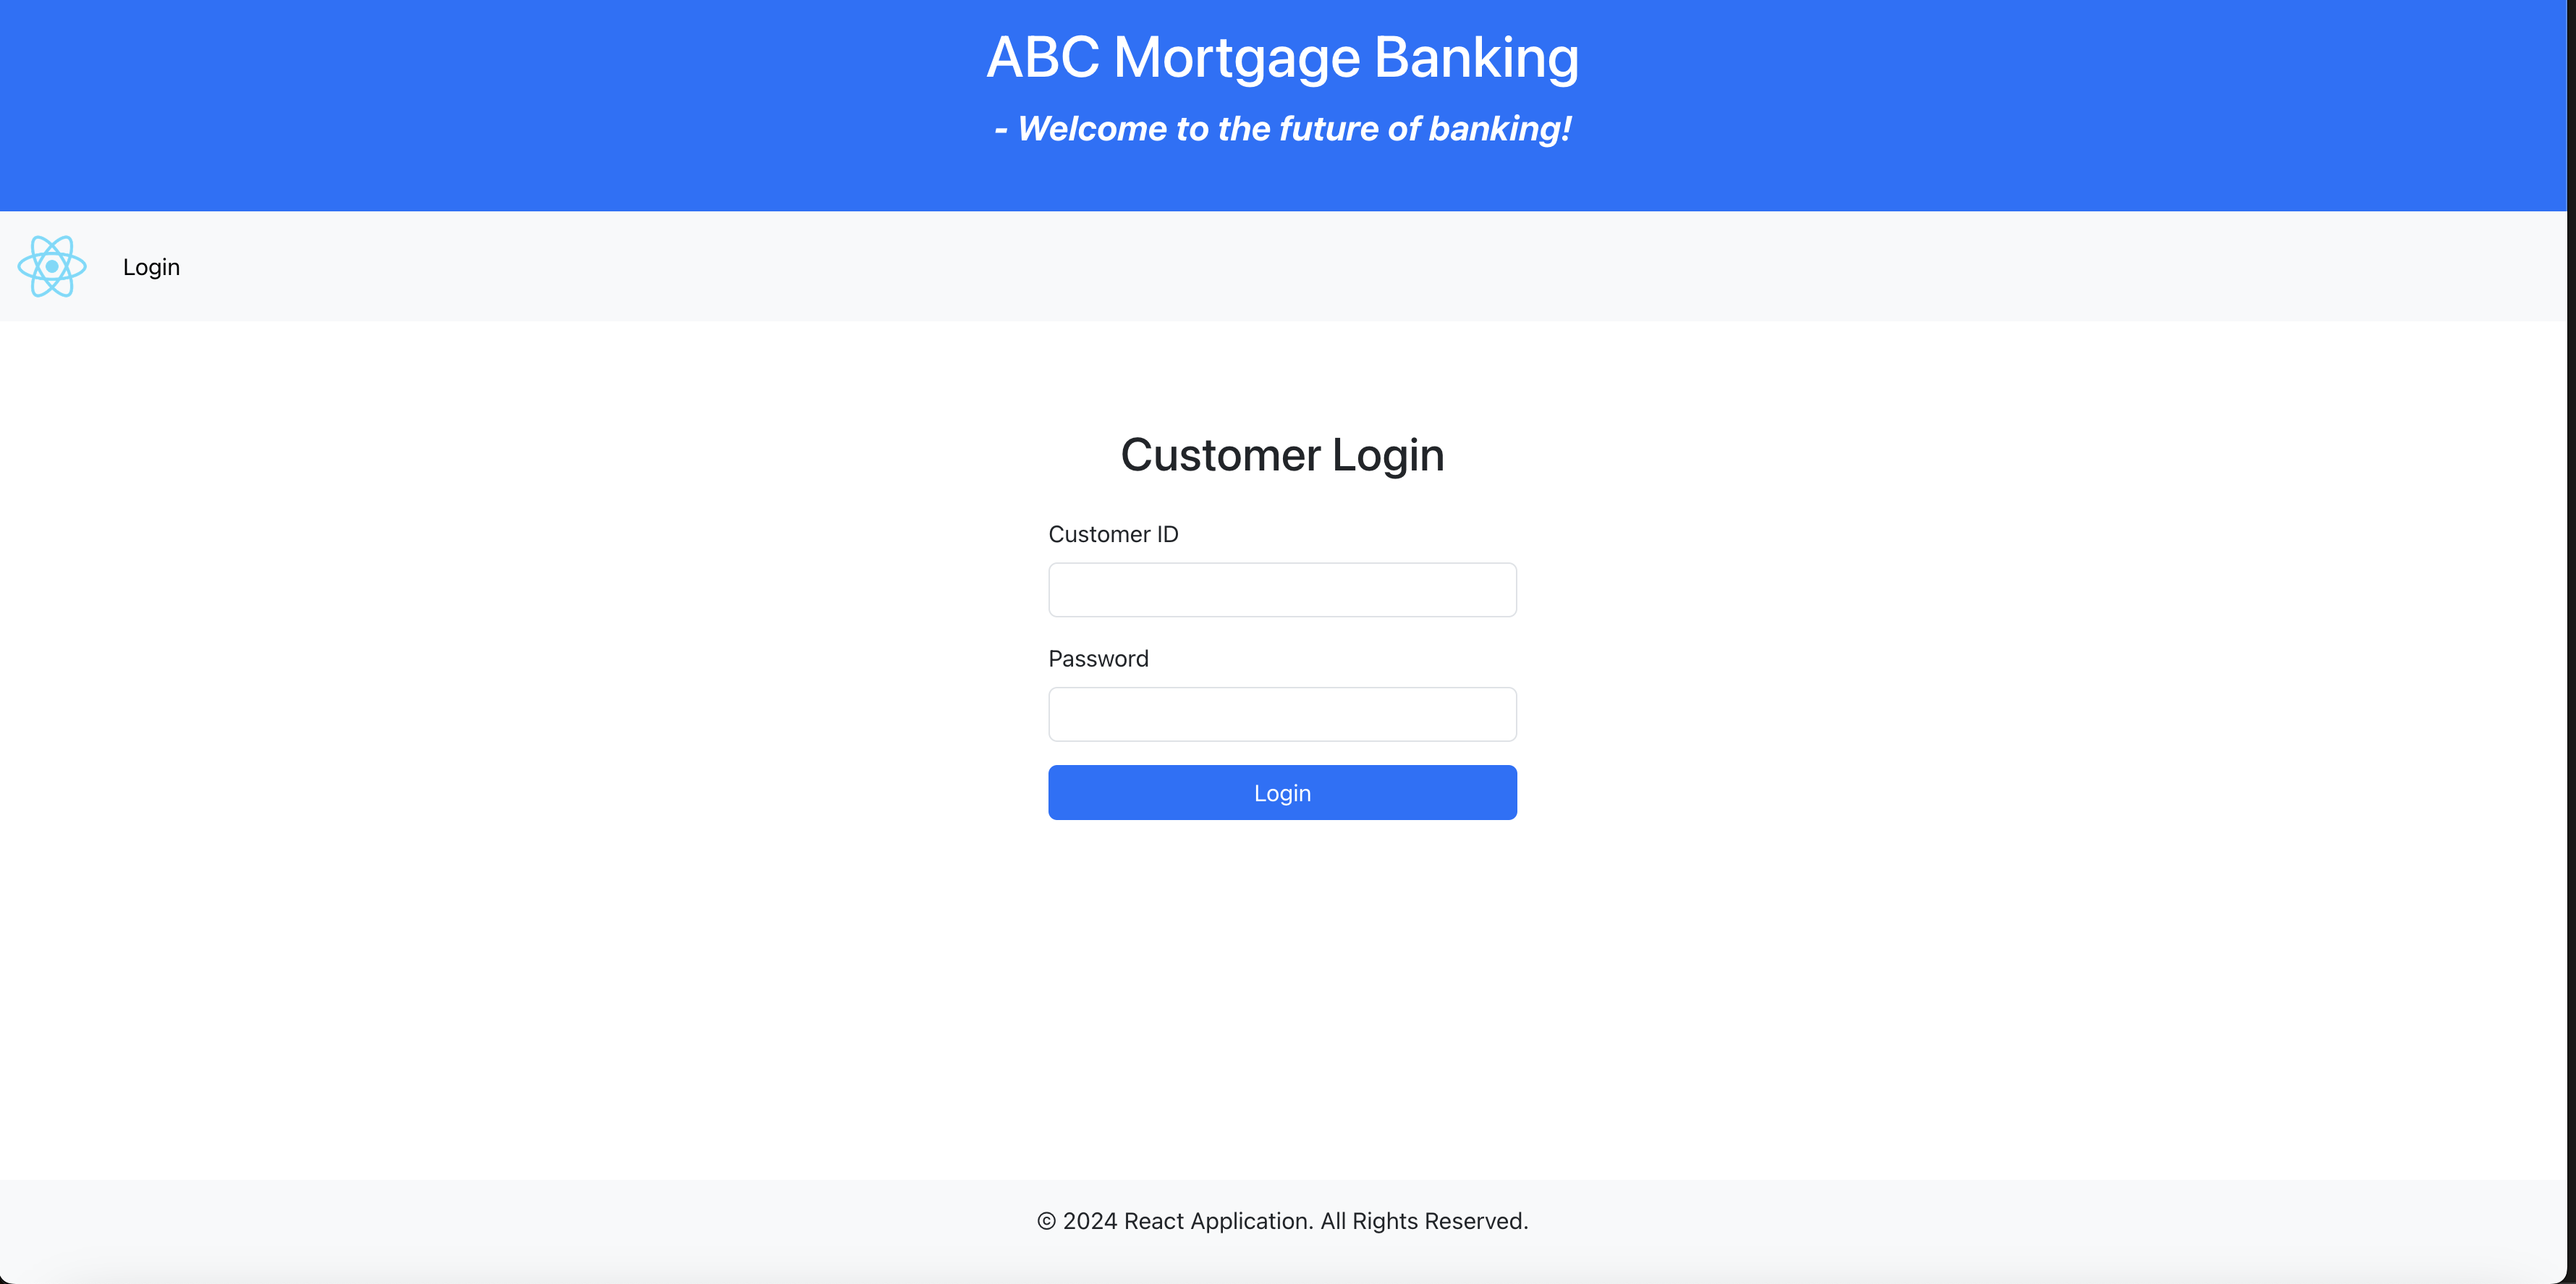 ABC Mortgage Banking
- Welcome to the future of banking!
Login
Customer Login
Customer ID
Password
Login
© 2024 React Application. All Rights Reserved.